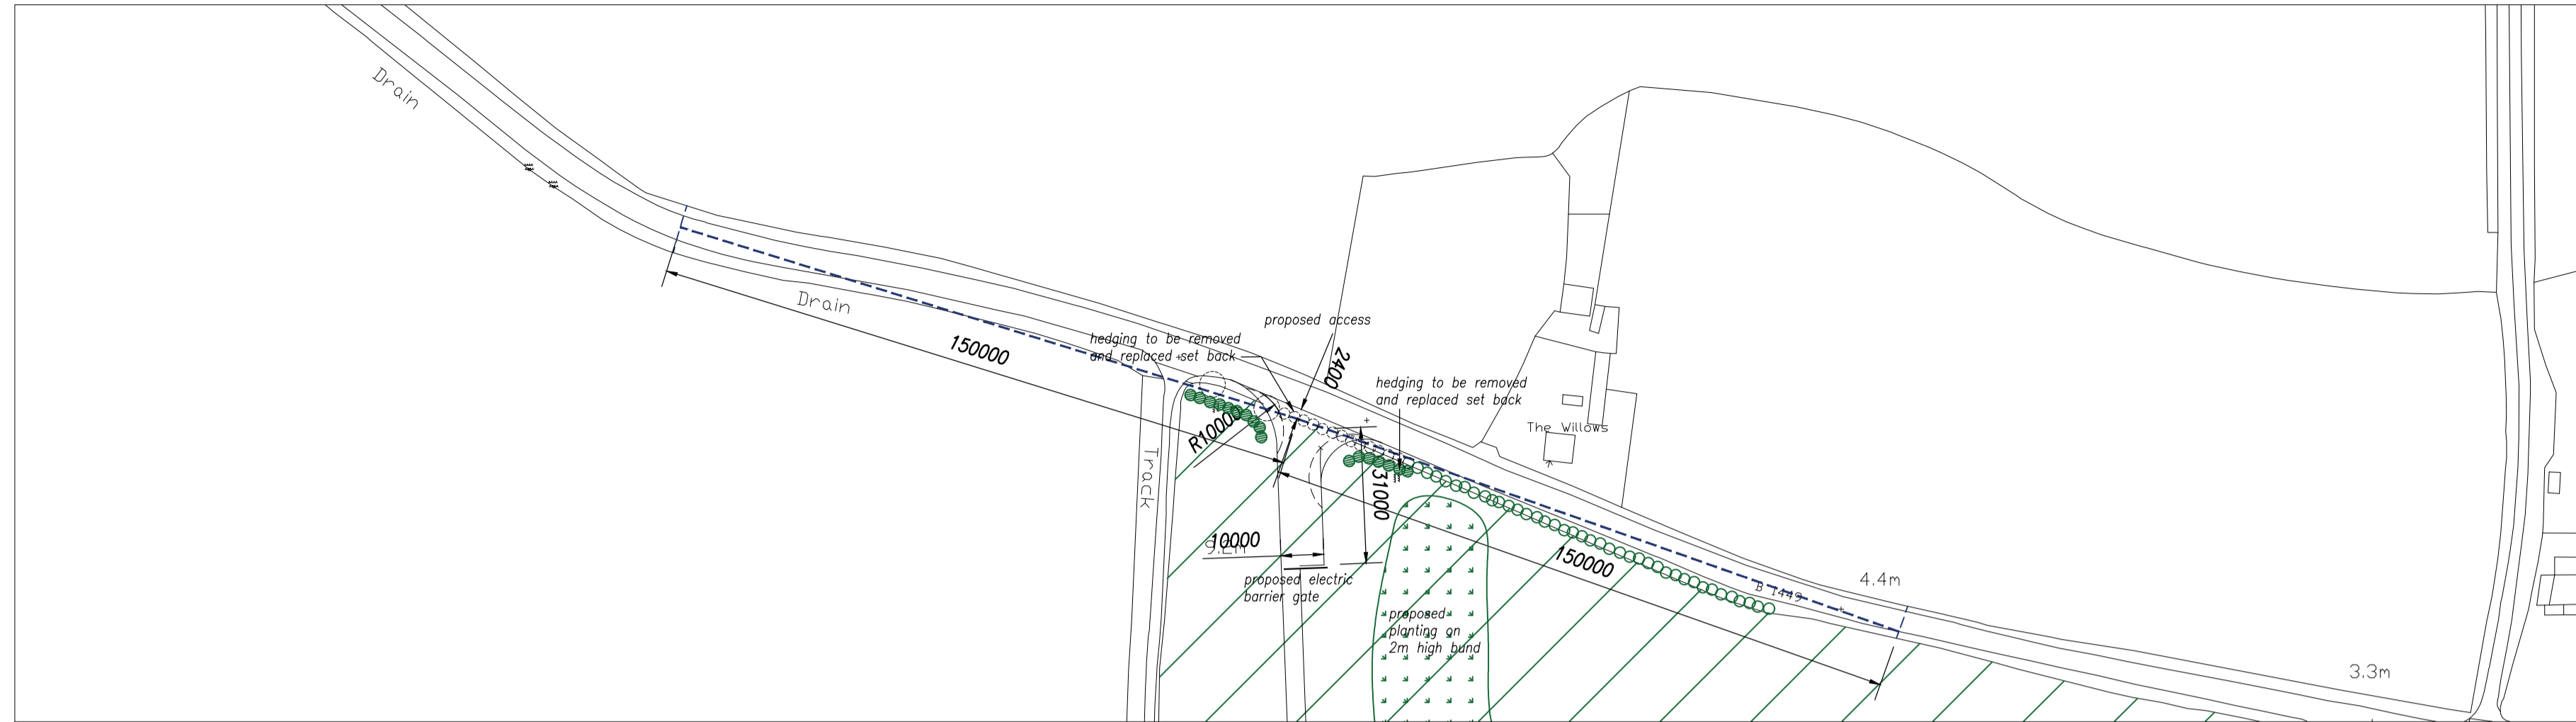 Drain
Drain
150000
hedging to be removed
and replaced set back
proposed access
2400
hedging to be removed
and replaced set back
The Willows
R10000
Track
31000
10000
proposed electric
barrier gate
150000
B 1449
4.4m
proposed
planting on
2m high bund
3.3m